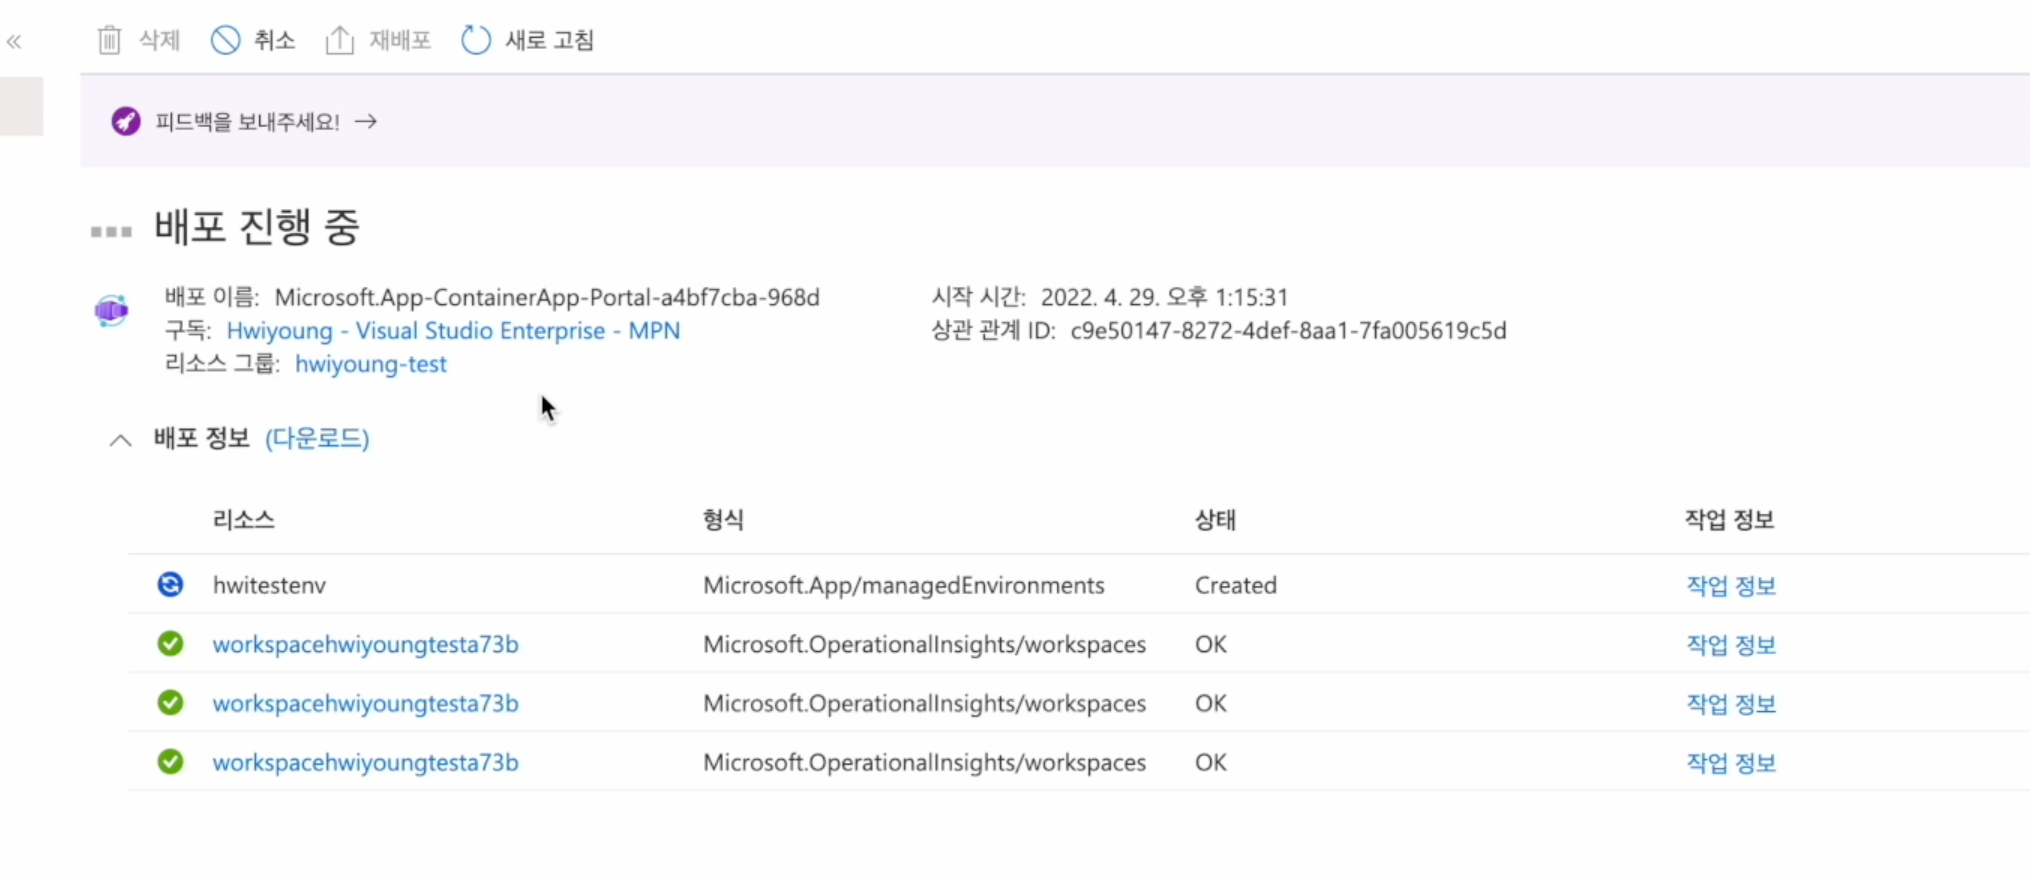 삭제 취소 재배포 새로 고침
피드백을 보내주세요! →
배포 진행 중
배포 이름: Microsoft.App-ContainerApp-Portal-a4bf7cba-968d
구독: Hwiyoung - Visual Studio Enterprise - MPN
리소스 그룹: hwiyoung-test
시작 시간: 2022. 4. 29. 오후 1:15:31
상관 관계 ID: c9e50147-8272-4def-8aa1-7fa005619c5d
배포 정보 (다운로드)
리소스 형식 상태 작업 정보
hwitestenv Microsoft.App/managedEnvironments Created 작업 정보
workspacehwiyoungtesta73b Microsoft.OperationalInsights/workspaces OK 작업 정보
workspacehwiyoungtesta73b Microsoft.OperationalInsights/workspaces OK 작업 정보
workspacehwiyoungtesta73b Microsoft.OperationalInsights/workspaces OK 작업 정보